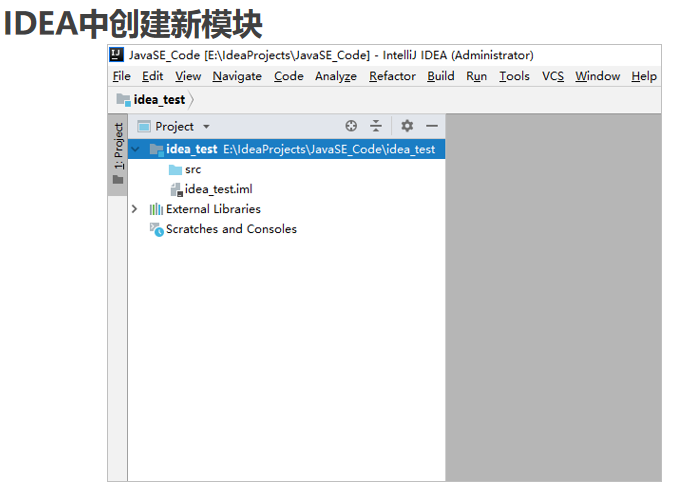 IDEA中创建新模块
JavaSE_Code [E:\IdeaProjects\JavaSE_Code] - IntelliJ IDEA (Administrator)
File Edit View Navigate Code Analyze Refactor Build Run Tools VCS Window Help
idea_test
1: Project
Project
idea_test E:\IdeaProjects\JavaSE_Code\idea_test
src
idea_test.iml
External Libraries
Scratches and Consoles